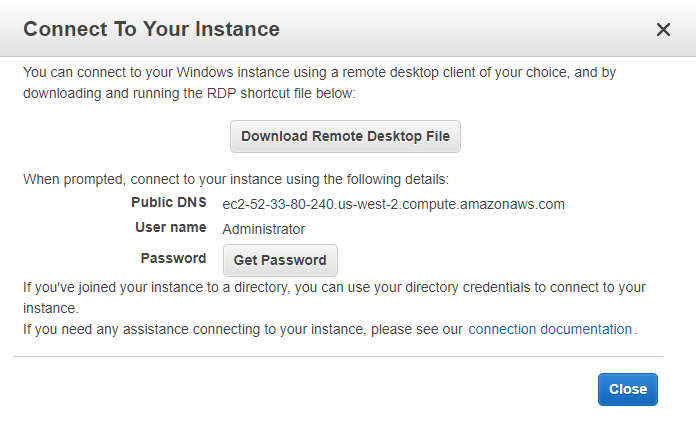 Connect To Your Instance
You can connect to your Windows instance using a remote desktop client of your choice, and by
downloading and running the RDP shortcut file below:
Download Remote Desktop File
When prompted, connect to your instance using the following details:
Public DNS ec2-52-33-80-240.us-west-2.compute.amazonaws.com
User name Administrator
Password Get Password
If you've joined your instance to a directory, you can use your directory credentials to connect to your
instance.
If you need any assistance connecting to your instance, please see our connection documentation.
Close